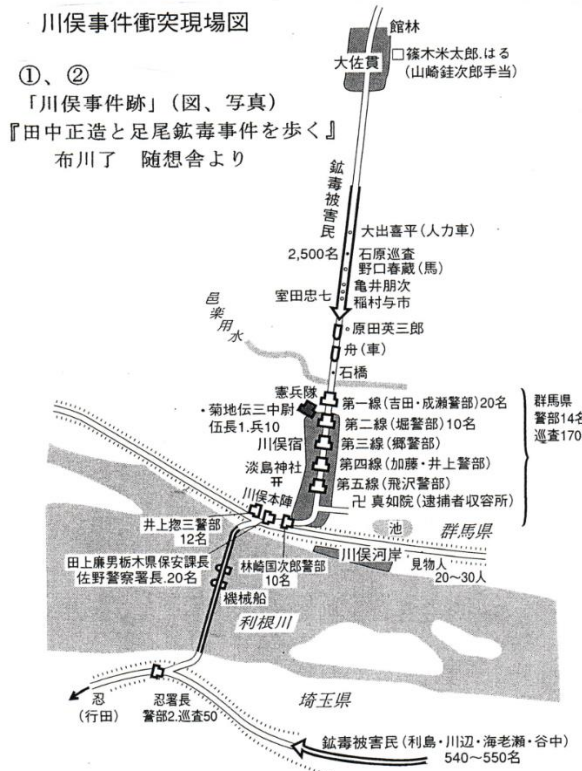 川俣事件衝突現場図
①、②
「川俣事件跡」(図、写真)
『田中正造と足尾鉱毒事件を歩く』
布川了 随想舎より
館林
大佐貫
□篠木米太郎.はる
(山崎銈次郎手当)
鉱毒被害民
2,500名
大出喜平(人力車)
石原巡査
野口春蔵(馬)
亀井朋次
稲村与市
室田忠七
原田英三郎
舟(車)
石橋
邑楽用水
憲兵隊
・菊地伝三中尉
伍長1.兵10
第一線(吉田・成瀬警部)20名
第二線(堀警部)10名
第三線(郷警部)
第四線(加藤・井上警部)
第五線(飛沢警部)
群馬県
警部14名
巡査170
川俣宿
淡島神社
川俣本陣
卍 真如院(逮捕者収容所)
池
群馬県
井上惣三警部
12名
川俣河岸
見物人
20~30人
田上廉男栃木県保安課長
佐野警察署長.20名
林崎国次郎警部
10名
機械船
利根川
埼玉県
忍
(行田)
忍署長
警部2.巡査50
鉱毒被害民(利島・川辺・海老瀬・谷中)
540~550名